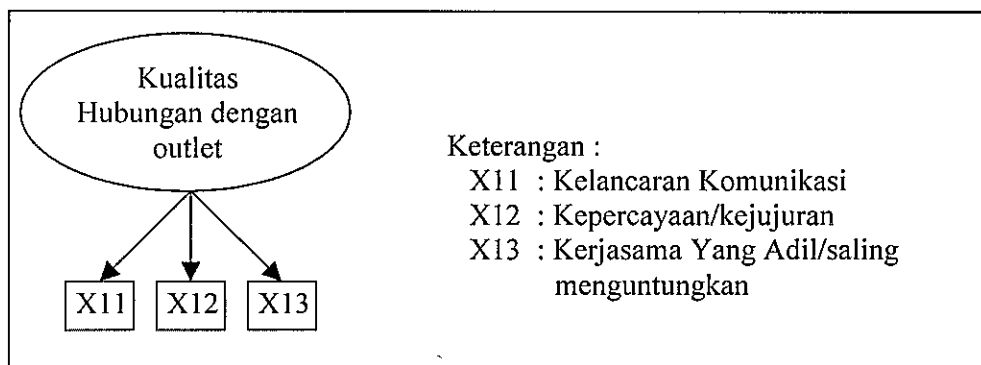 Kualitas
Hubungan dengan
outlet
X11
X12
X13
Keterangan :
X11 : Kelancaran Komunikasi
X12 : Kepercayaan/kejujuran
X13 : Kerjasama Yang Adil/saling
menguntungkan